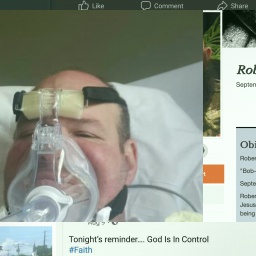 Like Comment Share
Rob
Septem
Obi
Rober
"Bob-
Septe
Rober
Jesus
being
Tonight's reminder... God Is In Control
#Faith